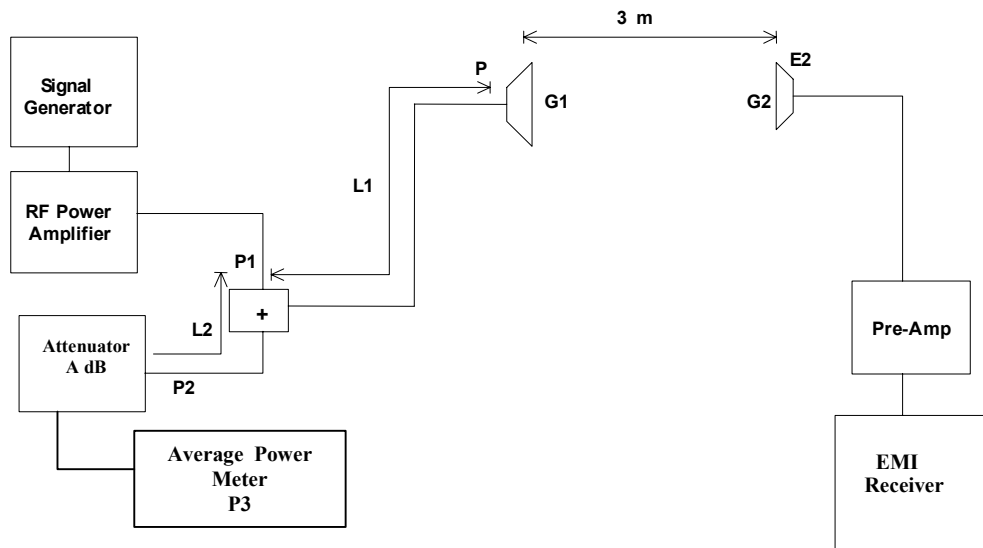 3 m
P
E2
G1
G2
Signal
Generator
L1
RF Power
Amplifier
P1
+
L2
Attenuator
A dB
P2
Pre-Amp
Average Power
Meter
P3
EMI
Receiver